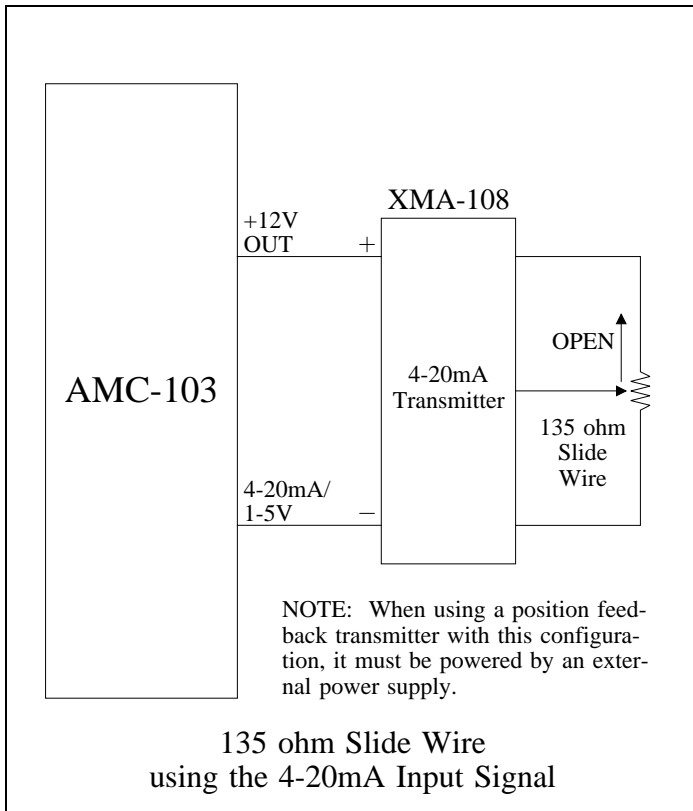 XMA-108
+12V
OUT
+
OPEN
AMC-103
4-20mA
Transmitter
135 ohm
Slide
Wire
4-20mA/
1-5V
−
NOTE: When using a position feed-
back transmitter with this configura-
tion, it must be powered by an exter-
nal power supply.
135 ohm Slide Wire
using the 4-20mA Input Signal